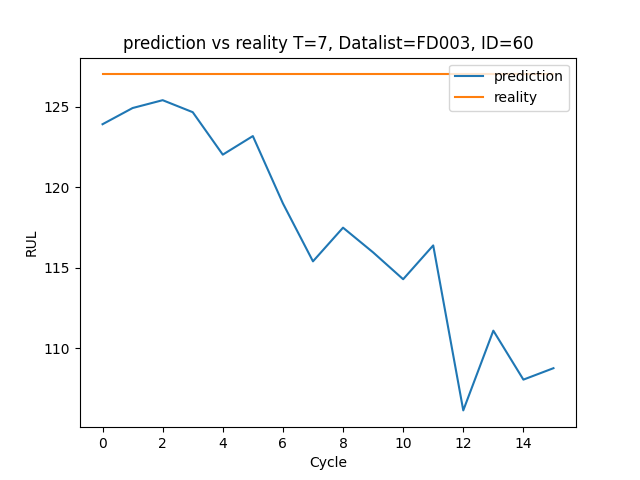 prediction vs reality T=7, Datalist=FD003, ID=60
prediction
reality
125
120
115
110
RUL
0 2 4 6 8 10 12 14
Cycle